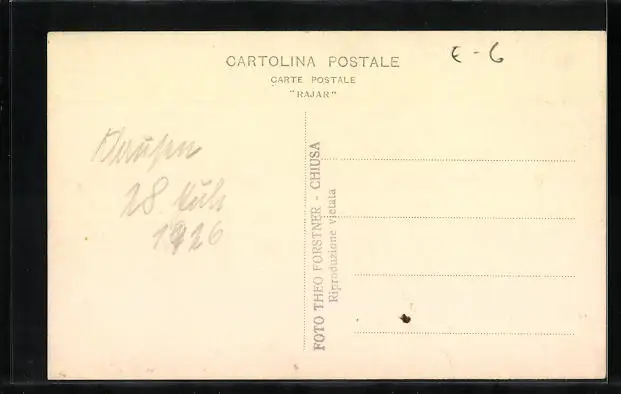 CARTOLINA POSTALE
CARTE POSTALE
"RAJAR"
E-6
Klausen
28 Juli
1926
FOTO THEO FORSTNER - CHIUSA
Riproduzione vietata